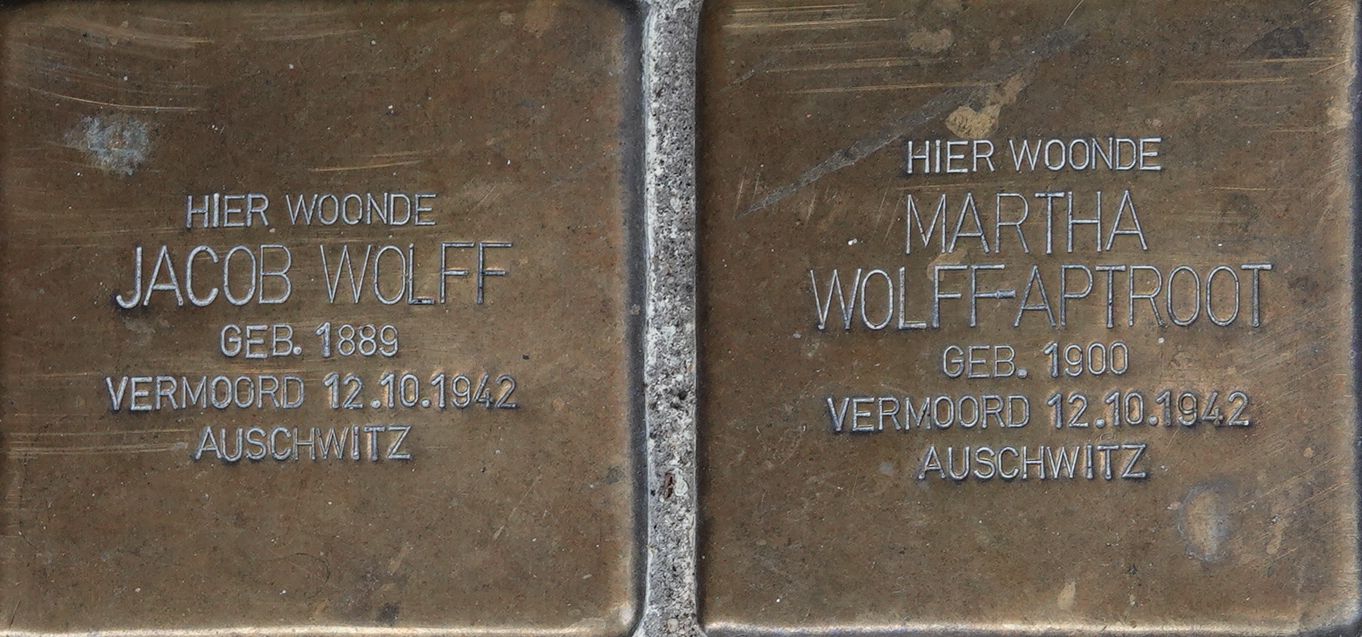 HIER WOONDE
JACOB WOLFF
GEB. 1889
VERMOORD 12.10.1942
AUSCHWITZ
HIER WOONDE
MARTHA
WOLFF-APTROOT
GEB. 1900
VERMOORD 12.10.1942
AUSCHWITZ